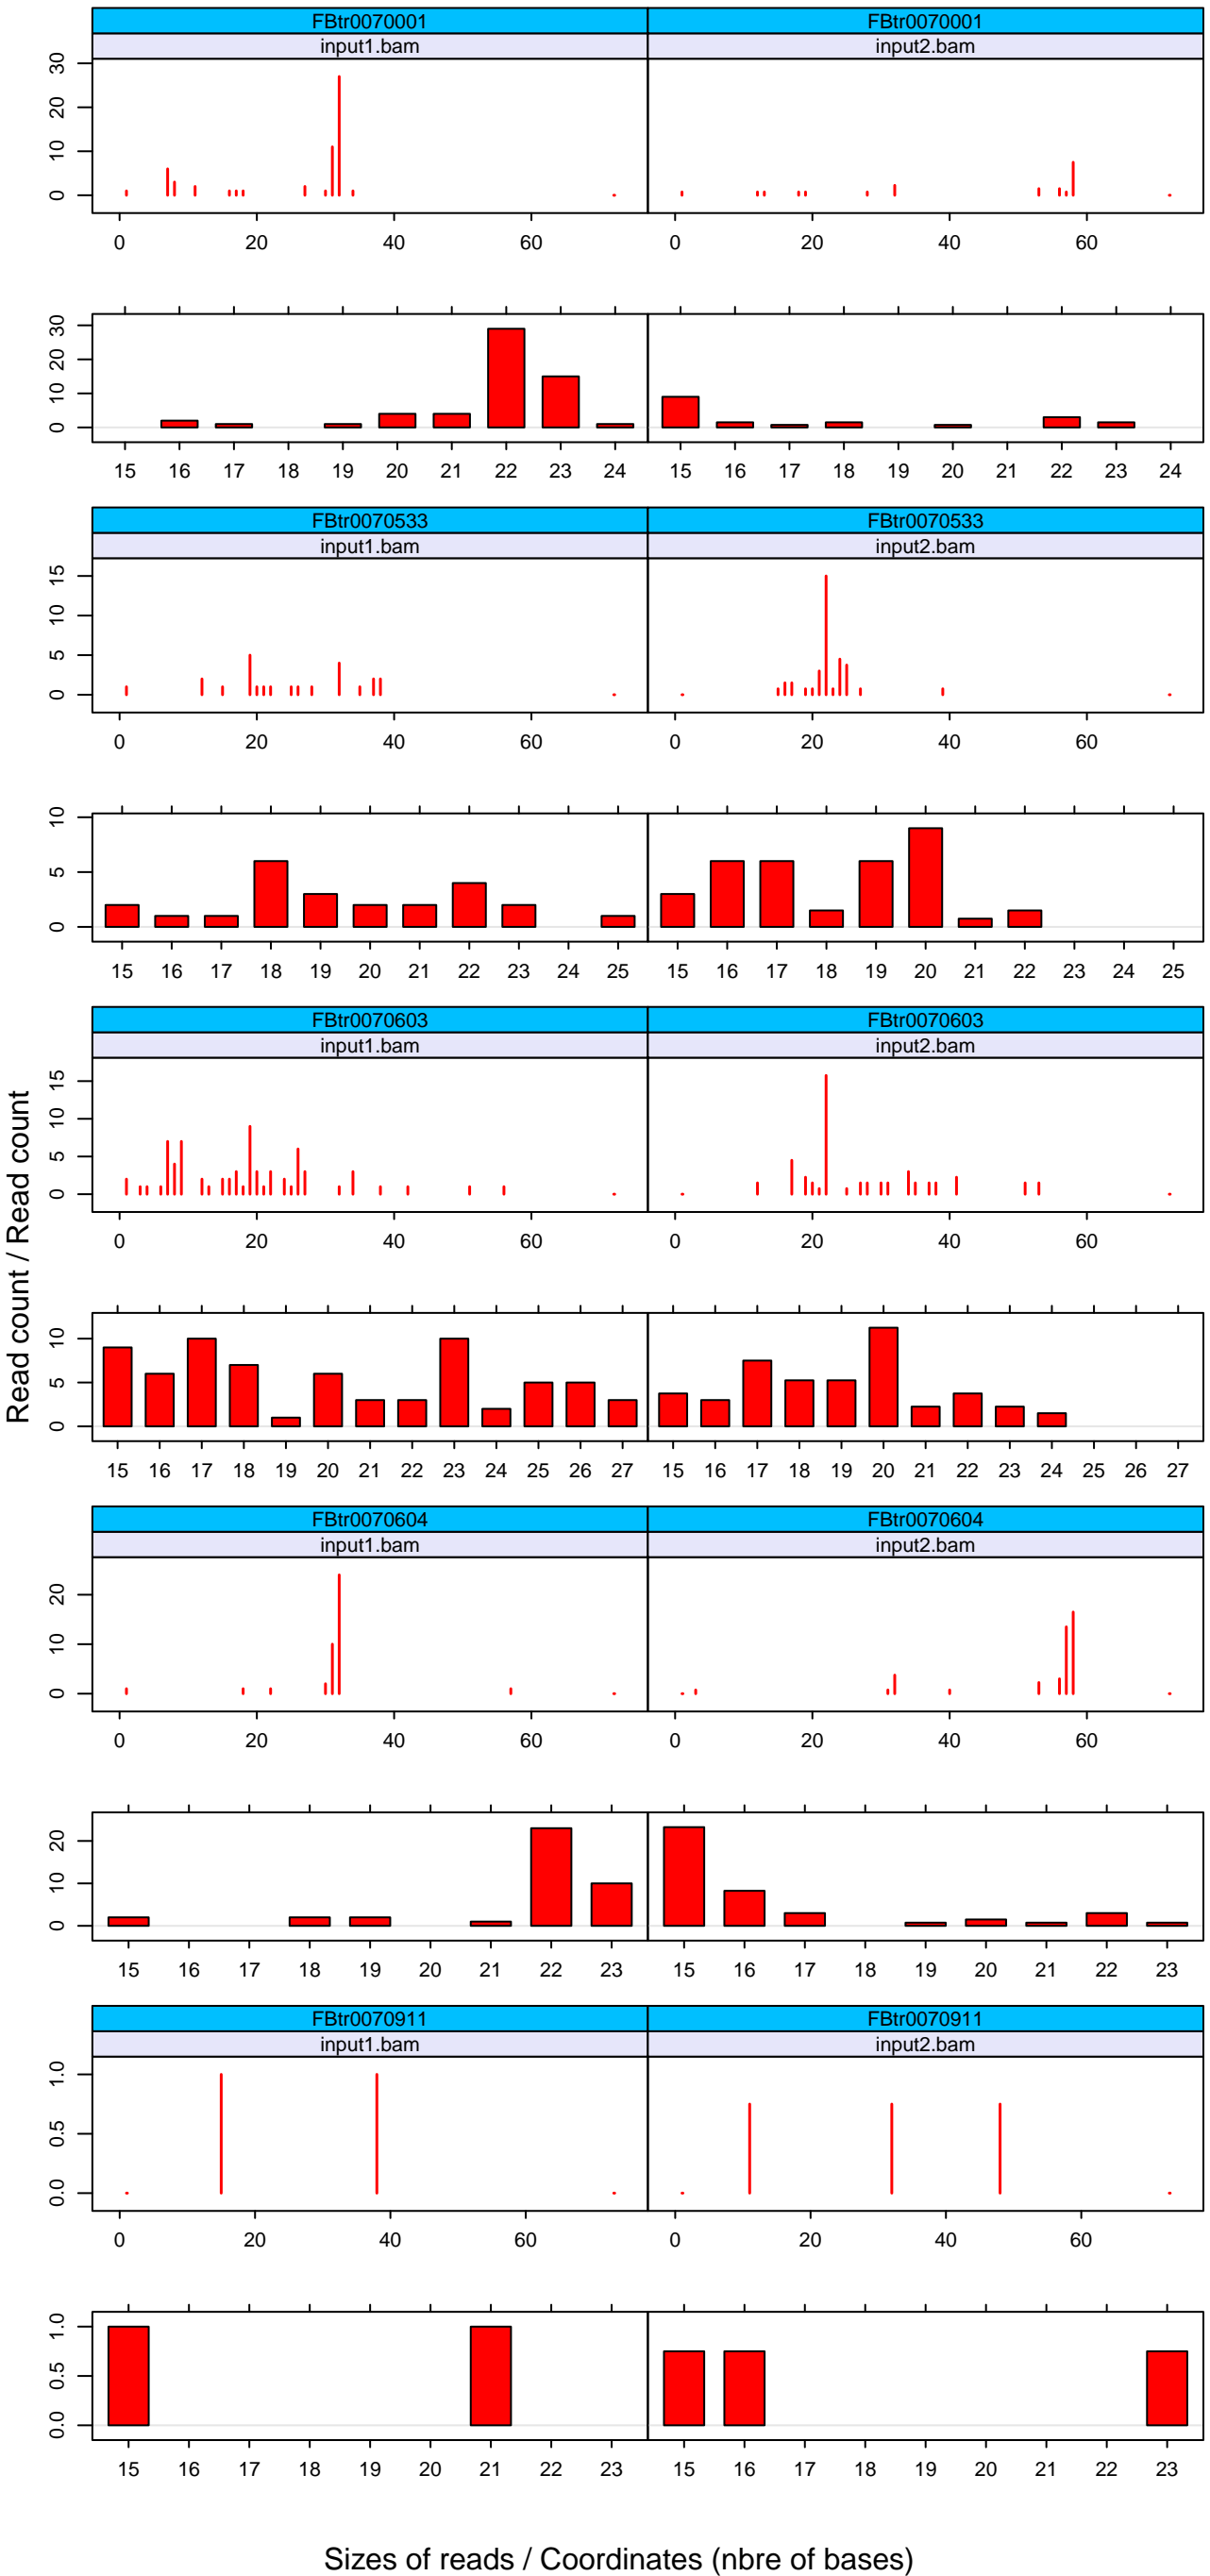 FBtr0070001 FBtr0070001
input1.bam input2.bam
0 10 20 30
0 20 40 60 0 20 40 60
0 10 20 30
15 16 17 18 19 20 21 22 23 24 15 16 17 18 19 20 21 22 23 24
FBtr0070533 FBtr0070533
input1.bam input2.bam
0 5 10 15
0 20 40 60 0 20 40 60
0 5 10
15 16 17 18 19 20 21 22 23 24 25 15 16 17 18 19 20 21 22 23 24 25
FBtr0070603 FBtr0070603
input1.bam input2.bam
0 5 10 15
0 20 40 60 0 20 40 60
0 5 10
15 16 17 18 19 20 21 22 23 24 25 26 27 15 16 17 18 19 20 21 22 23 24 25 26 27
FBtr0070604 FBtr0070604
input1.bam input2.bam
0 10 20
0 20 40 60 0 20 40 60
0 10 20
15 16 17 18 19 20 21 22 23 15 16 17 18 19 20 21 22 23
FBtr0070911 FBtr0070911
input1.bam input2.bam
0.0 0.5 1.0
0 20 40 60 0 20 40 60
0.0 0.5 1.0
15 16 17 18 19 20 21 22 23 15 16 17 18 19 20 21 22 23
Read count / Read count
Sizes of reads / Coordinates (nbre of bases)